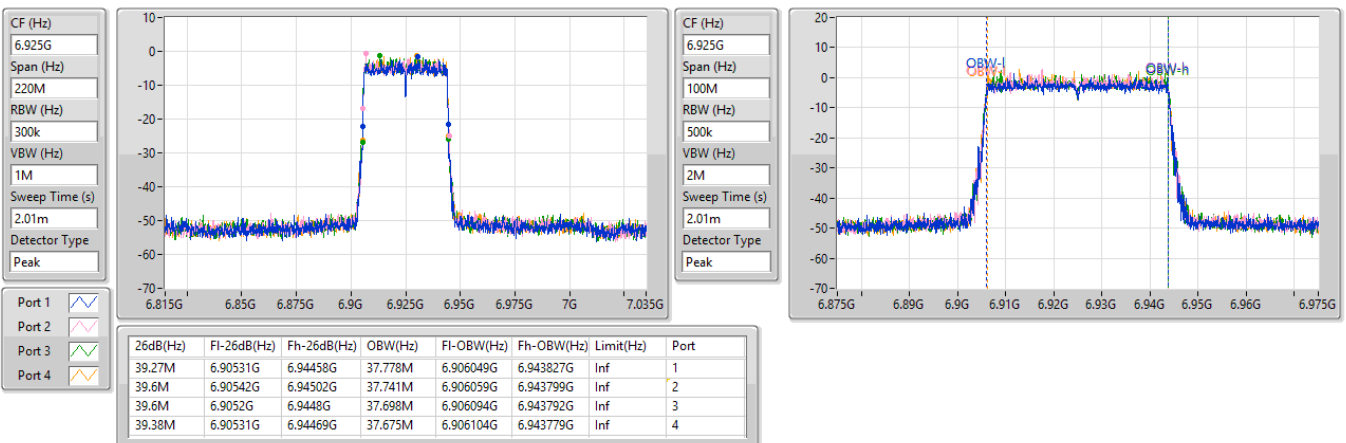 CF (Hz)
6.925G
Span (Hz)
220M
RBW (Hz)
300k
VBW (Hz)
1M
Sweep Time (s)
2.01m
Detector Type
Peak
10
0
-10
-20
-30
-40
-50
-60
-70
6.815G 6.85G 6.875G 6.9G 6.925G 6.95G 6.975G 7G 7.035G
CF (Hz)
6.925G
Span (Hz)
100M
RBW (Hz)
500k
VBW (Hz)
2M
Sweep Time (s)
2.01m
Detector Type
Peak
20
10
0
-10
-20
-30
-40
-50
-60
-70
OBW-l OBW-h
6.875G 6.89G 6.9G 6.91G 6.92G 6.93G 6.94G 6.95G 6.96G 6.975G
Port 1
Port 2
Port 3
Port 4
26dB(Hz) Fl-26dB(Hz) Fh-26dB(Hz) OBW(Hz) Fl-OBW(Hz) Fh-OBW(Hz) Limit(Hz) Port
39.27M 6.90531G 6.94458G 37.778M 6.906049G 6.943827G Inf 1
39.6M 6.90542G 6.94502G 37.741M 6.906059G 6.943799G Inf 2
39.6M 6.9052G 6.9448G 37.698M 6.906094G 6.943792G Inf 3
39.38M 6.90531G 6.94469G 37.675M 6.906104G 6.943779G Inf 4